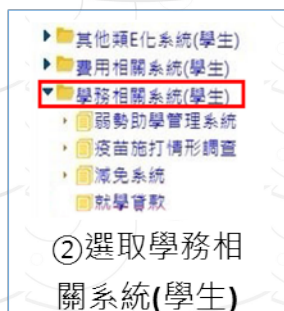 其他類E化系統(學生)
費用相關系統(學生)
學務相關系統(學生)
弱勢助學管理系統
疫苗施打情形調查
減免系統
就學貸款
②選取學務相
關系統(學生)